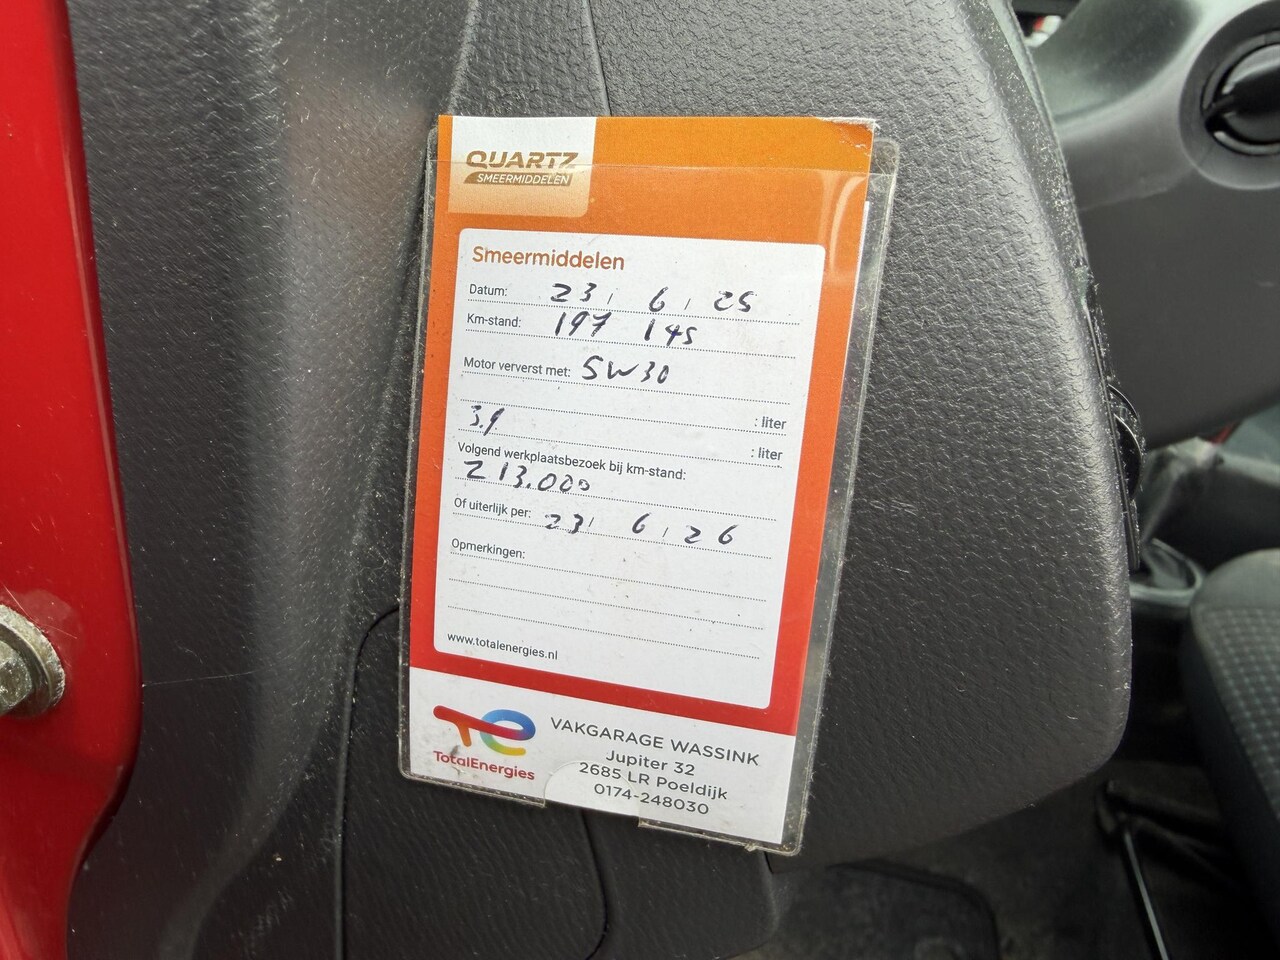 QUARTZ
SMEERMIDDELEN
Smeermiddelen
Datum: 23 / 6 / 25
Km-stand: 197 145
Motor ververst met: 5W30
: liter
3.9 : liter
Volgend werkplaatsbezoek bij km-stand:
213.000
Of uiterlijk per: 23 / 6 / 26
Opmerkingen:
www.totalenergies.nl
TotalEnergies
VAKGARAGE WASSINK
Jupiter 32
2685 LR Poeldijk
0174-248030